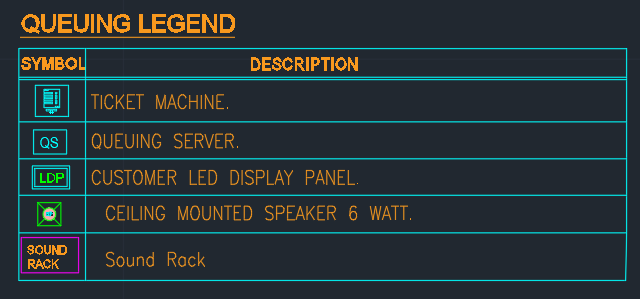 QUEUING LEGEND
SYMBOL DESCRIPTION
TICKET MACHINE.
QS QUEUING SERVER.
LDP CUSTOMER LED DISPLAY PANEL.
CEILING MOUNTED SPEAKER 6 WATT.
SOUND
RACK
Sound Rack